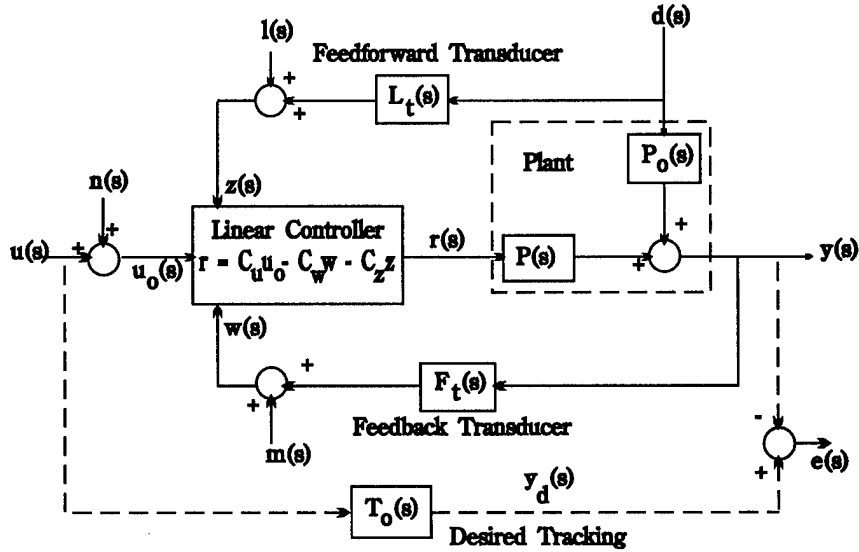 l(s)
d(s)
Feedforward Transducer
+
+
L_t(s)
Plant
P_o(s)
z(s)
n(s)
+
Linear Controller
r = C_u u_o - C_w w - C_z z
r(s)
P(s)
+
+
u(s)
+
u_o(s)
y(s)
w(s)
+
+
F_t(s)
Feedback Transducer
m(s)
-
+
e(s)
y_d(s)
T_o(s)
Desired Tracking